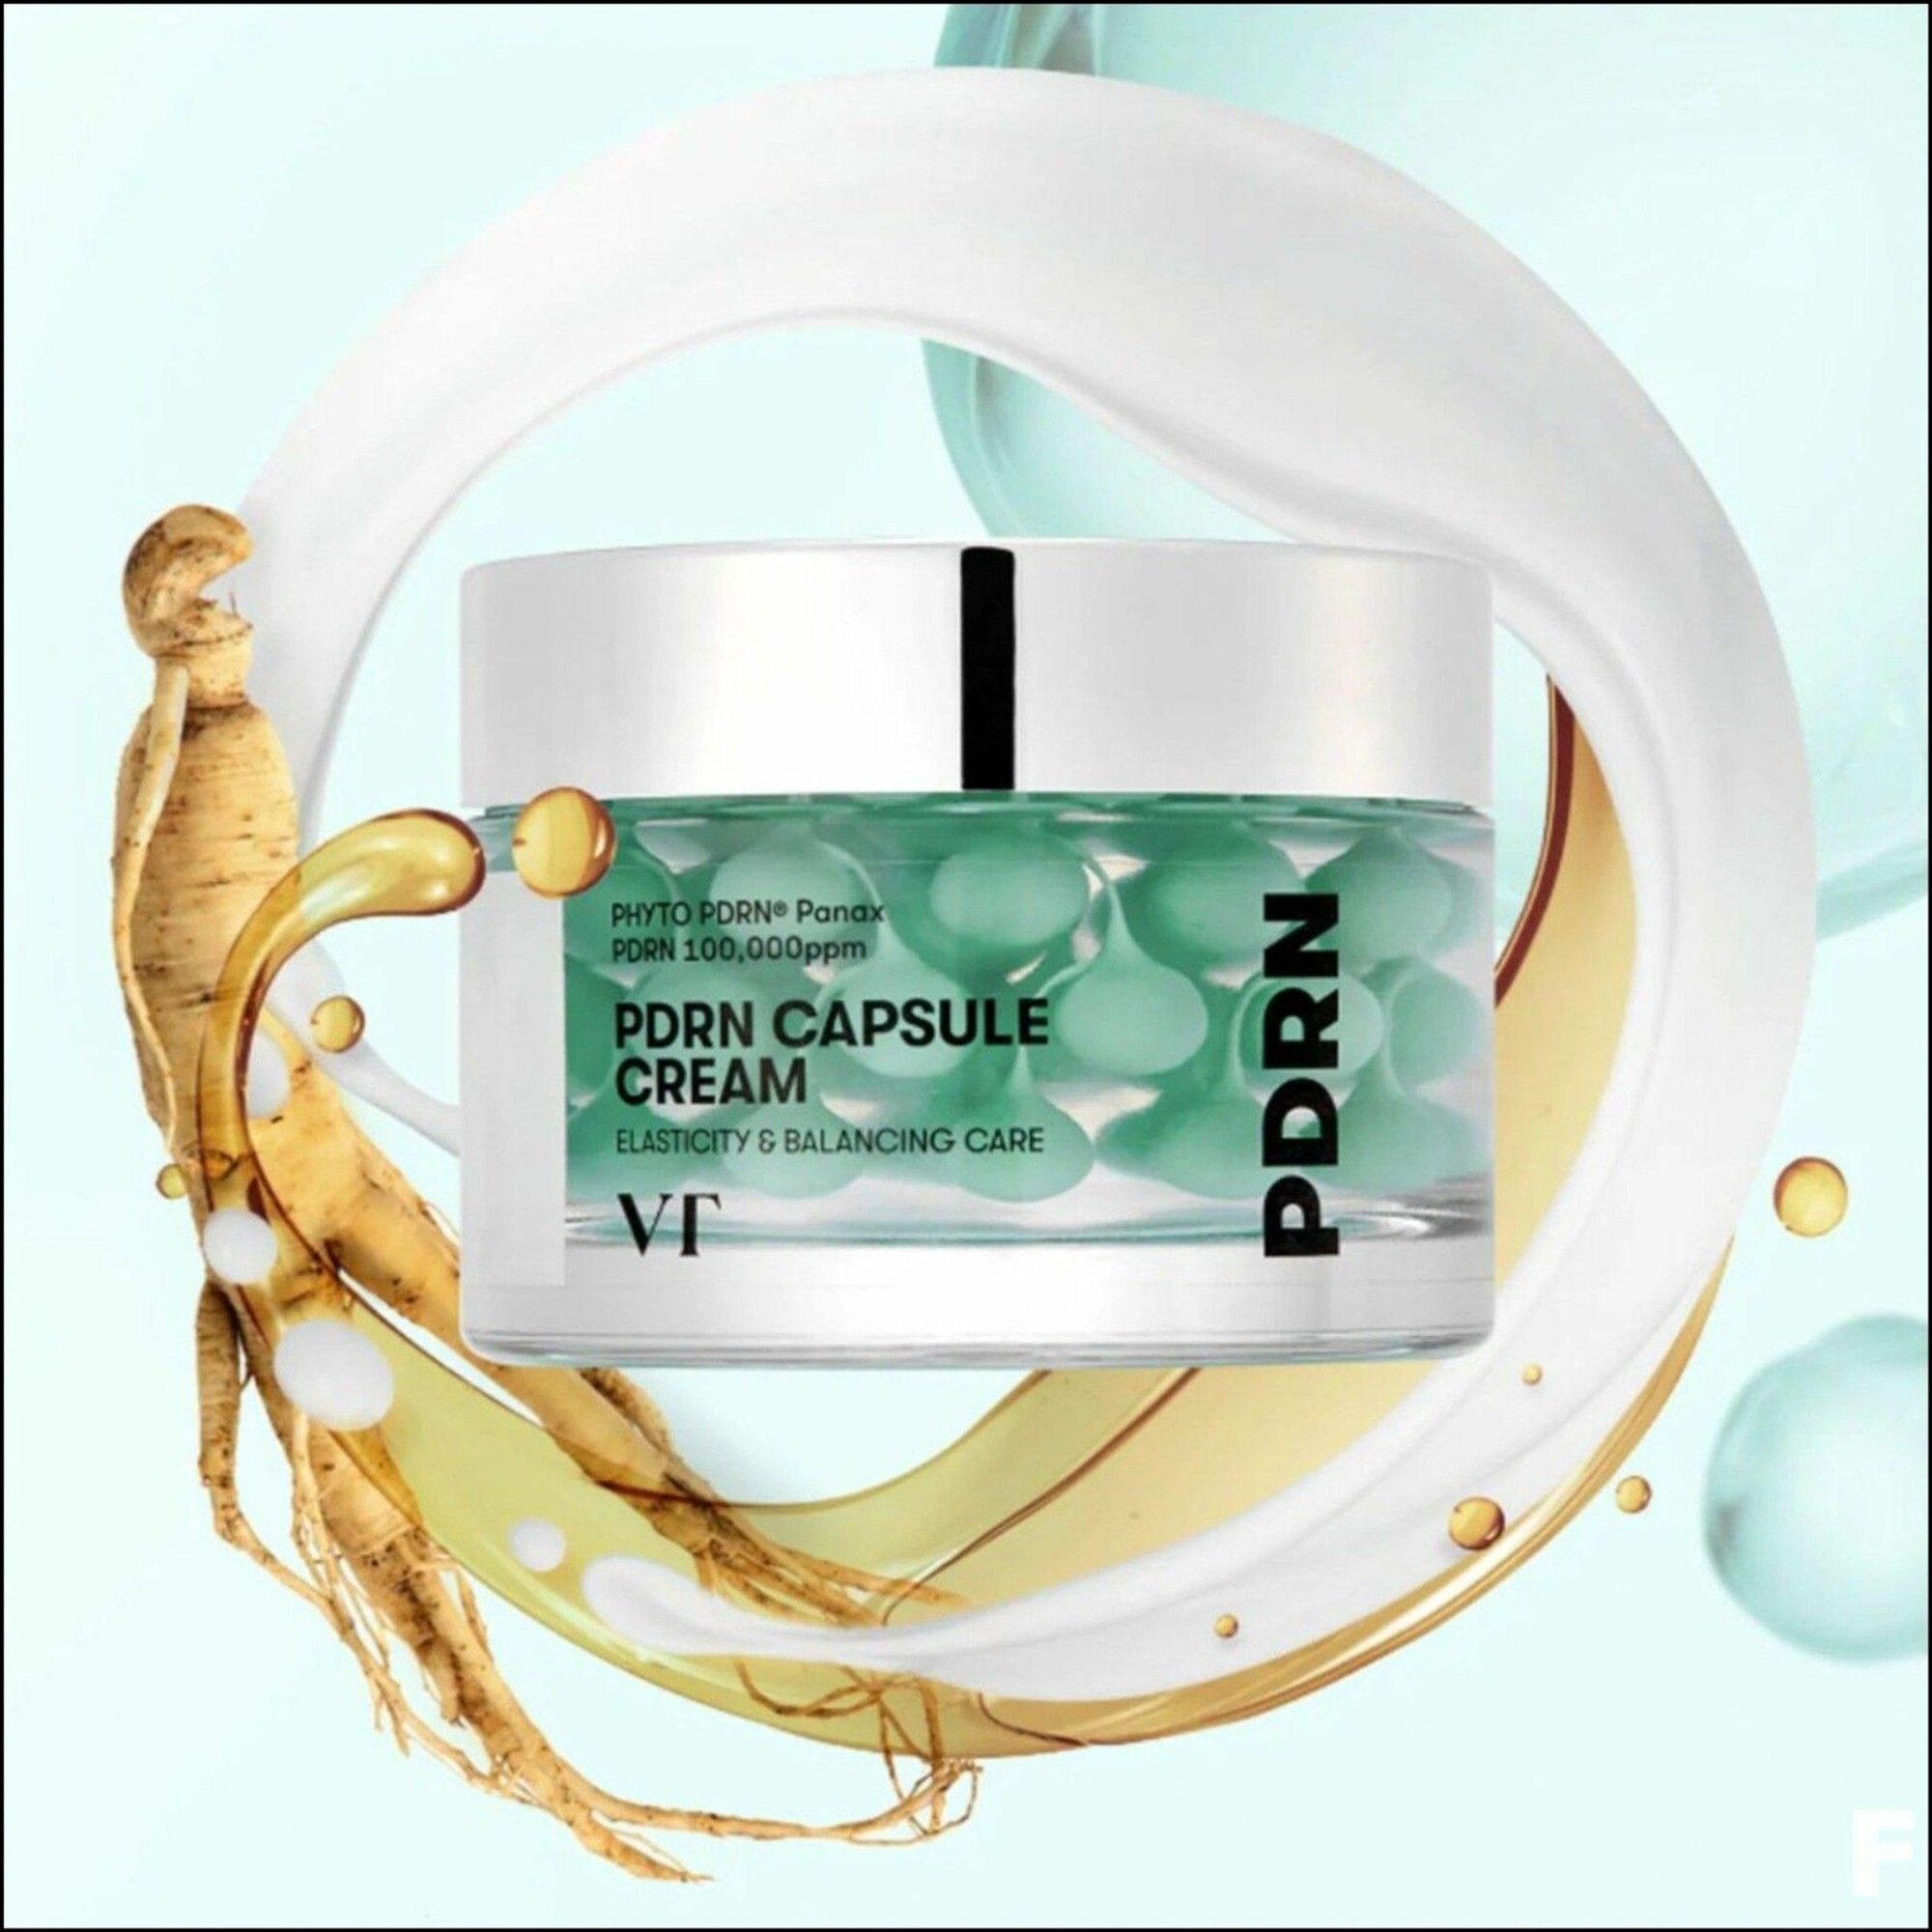 PHYTO PDRN® Panax
PDRN 100,000ppm
PDRN CAPSULE
CREAM
ELASTICITY & BALANCING CARE
VT
PDRN
F